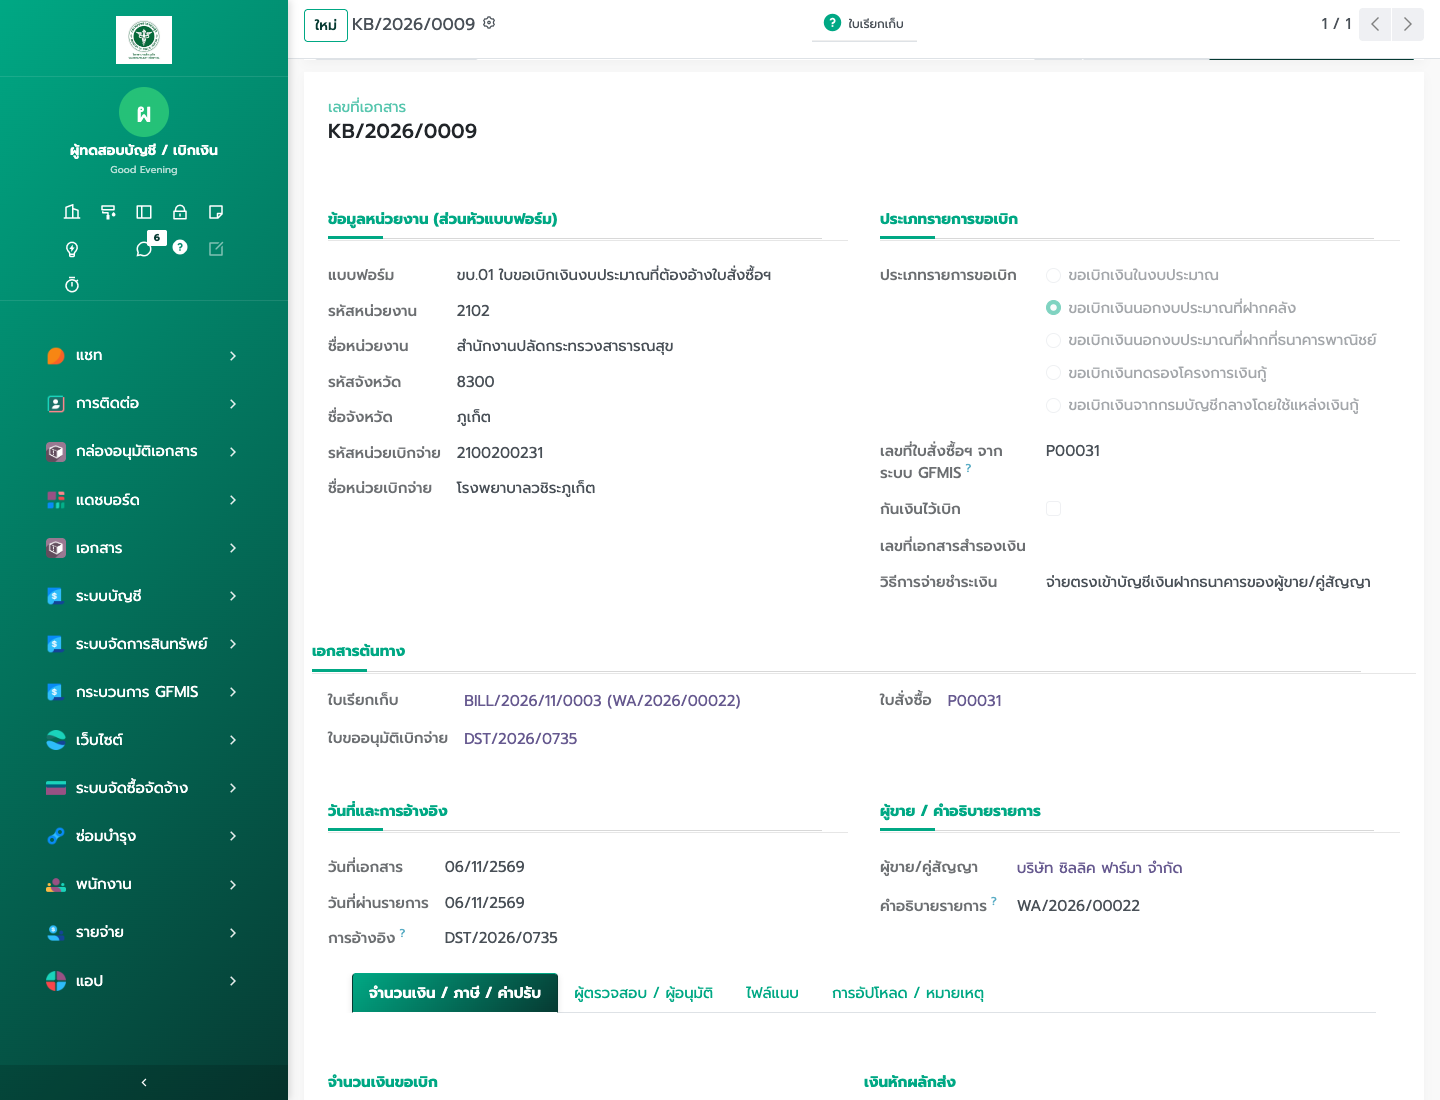 ใหม่ KB/2026/0009
ใบเรียกเก็บ
1 / 1
ผ
ผู้ทดสอบบัญชี / เบิกเงิน
Good Evening
6
แชท
การติดต่อ
กล่องอนุมัติเอกสาร
แดชบอร์ด
เอกสาร
ระบบบัญชี
ระบบจัดการสินทรัพย์
กระบวนการ GFMIS
เว็บไซต์
ระบบจัดซื้อจัดจ้าง
ซ่อมบำรุง
พนักงาน
รายจ่าย
แอป
เลขที่เอกสาร
KB/2026/0009
ข้อมูลหน่วยงาน (ส่วนหัวแบบฟอร์ม)
แบบฟอร์ม ขบ.01 ใบขอเบิกเงินงบประมาณที่ต้องอ้างใบสั่งซื้อฯ
รหัสหน่วยงาน 2102
ชื่อหน่วยงาน สำนักงานปลัดกระทรวงสาธารณสุข
รหัสจังหวัด 8300
ชื่อจังหวัด ภูเก็ต
รหัสหน่วยเบิกจ่าย 2100200231
ชื่อหน่วยเบิกจ่าย โรงพยาบาลวชิระภูเก็ต
ประเภทรายการขอเบิก
ประเภทรายการขอเบิก ขอเบิกเงินในงบประมาณ
ขอเบิกเงินนอกงบประมาณที่ฝากคลัง
ขอเบิกเงินนอกงบประมาณที่ฝากที่ธนาคารพาณิชย์
ขอเบิกเงินทดรองโครงการเงินกู้
ขอเบิกเงินจากกรมบัญชีกลางโดยใช้แหล่งเงินกู้
เลขที่ใบสั่งซื้อฯ จาก P00031
ระบบ GFMIS ?
กันเงินไว้เบิก
เลขที่เอกสารสำรองเงิน
วิธีการจ่ายชำระเงิน จ่ายตรงเข้าบัญชีเงินฝากธนาคารของผู้ขาย/คู่สัญญา
เอกสารต้นทาง
ใบเรียกเก็บ BILL/2026/11/0003 (WA/2026/00022)
ใบสั่งซื้อ P00031
ใบขออนุมัติเบิกจ่าย DST/2026/0735
วันที่และการอ้างอิง
วันที่เอกสาร 06/11/2569
วันที่ผ่านรายการ 06/11/2569
การอ้างอิง ? DST/2026/0735
ผู้ขาย / คำอธิบายรายการ
ผู้ขาย/คู่สัญญา บริษัท ซิลลิค ฟาร์มา จำกัด
คำอธิบายรายการ ? WA/2026/00022
จำนวนเงิน / ภาษี / ค่าปรับ ผู้ตรวจสอบ / ผู้อนุมัติ ไฟล์แนบ การอัปโหลด / หมายเหตุ
จำนวนเงินขอเบิก
เงินหักผลักส่ง